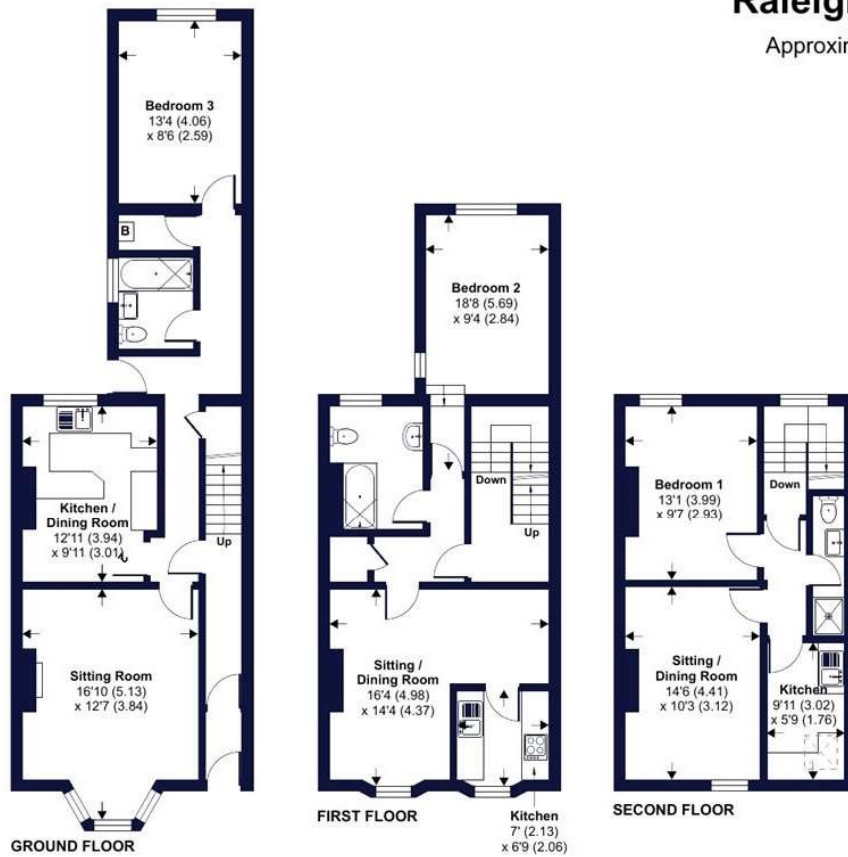 Raleigh
Approxim
Bedroom 3
13'4 (4.06)
x 8'6 (2.59)
B
Kitchen /
Dining Room
12'11 (3.94)
x 9'11 (3.01)
Up
Sitting Room
16'10 (5.13)
x 12'7 (3.84)
GROUND FLOOR
Bedroom 2
18'8 (5.69)
x 9'4 (2.84)
Down
Up
Sitting /
Dining Room
16'4 (4.98)
x 14'4 (4.37)
Kitchen
7' (2.13)
x 6'9 (2.06)
FIRST FLOOR
Bedroom 1
13'1 (3.99)
x 9'7 (2.93)
Down
Sitting /
Dining Room
14'6 (4.41)
x 10'3 (3.12)
Kitchen
9'11 (3.02)
x 5'9 (1.76)
SECOND FLOOR